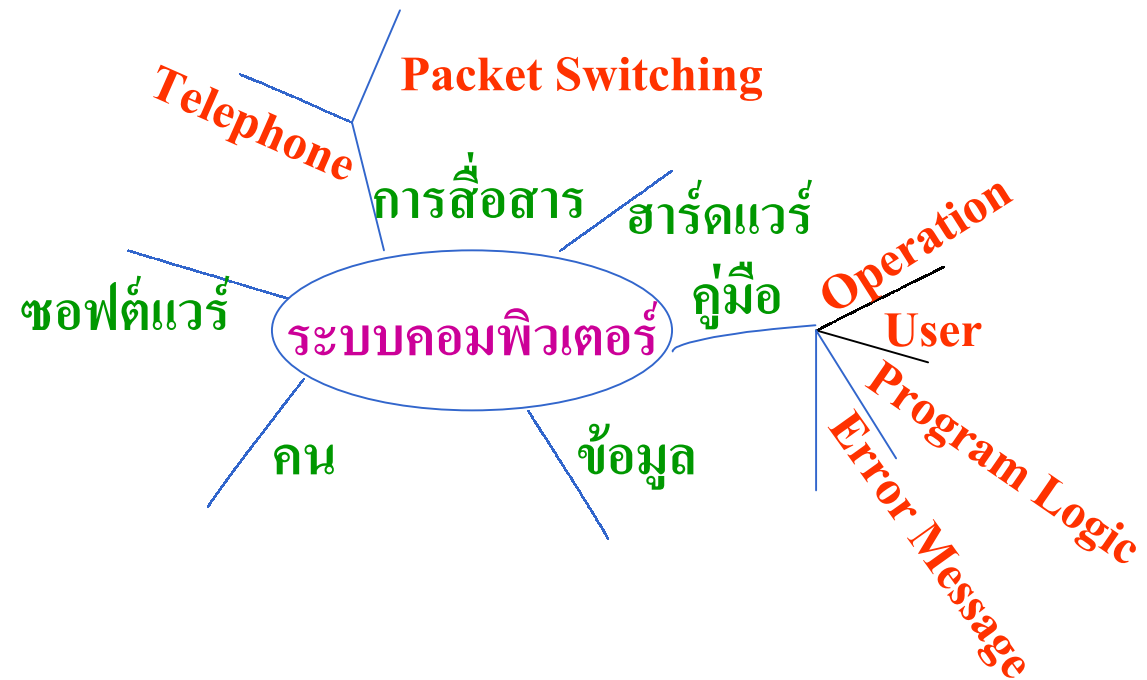 Packet Switching
Telephone
การสื่อสาร
ฮาร์ดแวร์
Operation
คู่มือ
ซอฟต์แวร์
ระบบคอมพิวเตอร์
User
Program Logic
คน
ข้อมูล
Error Message